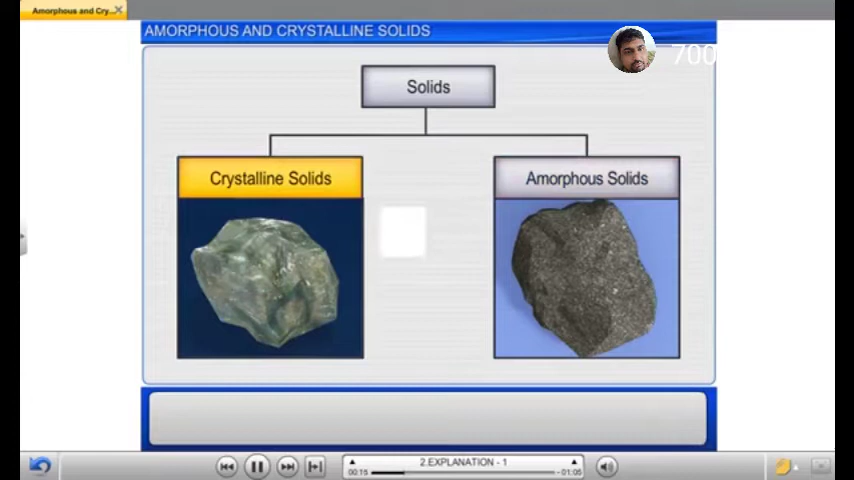 Amorphous and Cry...
AMORPHOUS AND CRYSTALLINE SOLIDS
700
Solids
Crystalline Solids
Amorphous Solids
2.EXPLANATION - 1
00:15
- 01:05